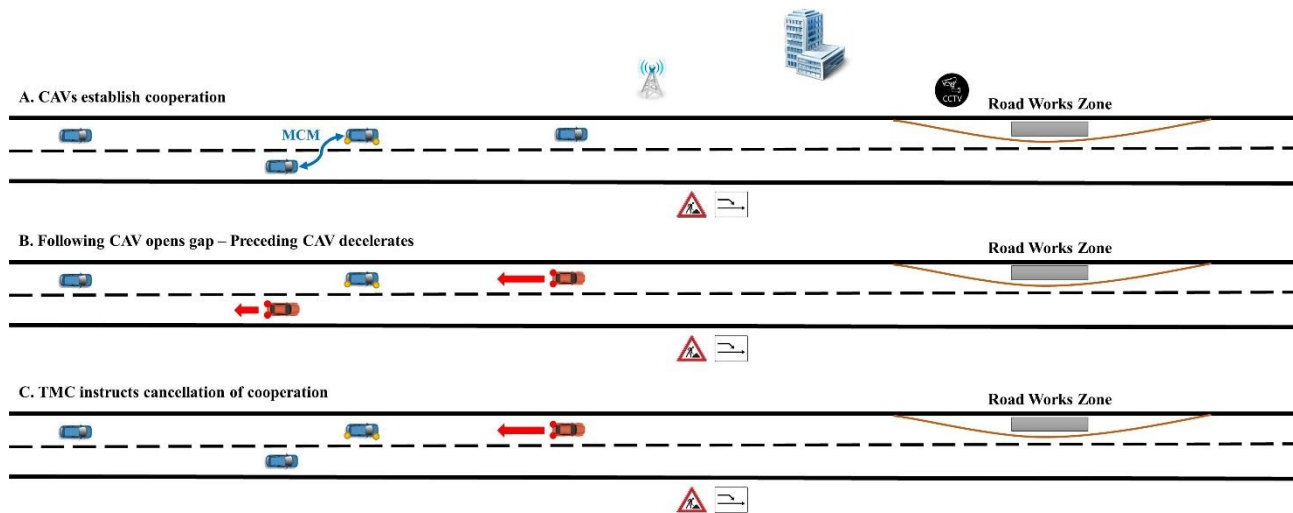 A. CAVs establish cooperation
CCTV
Road Works Zone
MCM
B. Following CAV opens gap – Preceding CAV decelerates
Road Works Zone
C. TMC instructs cancellation of cooperation
Road Works Zone